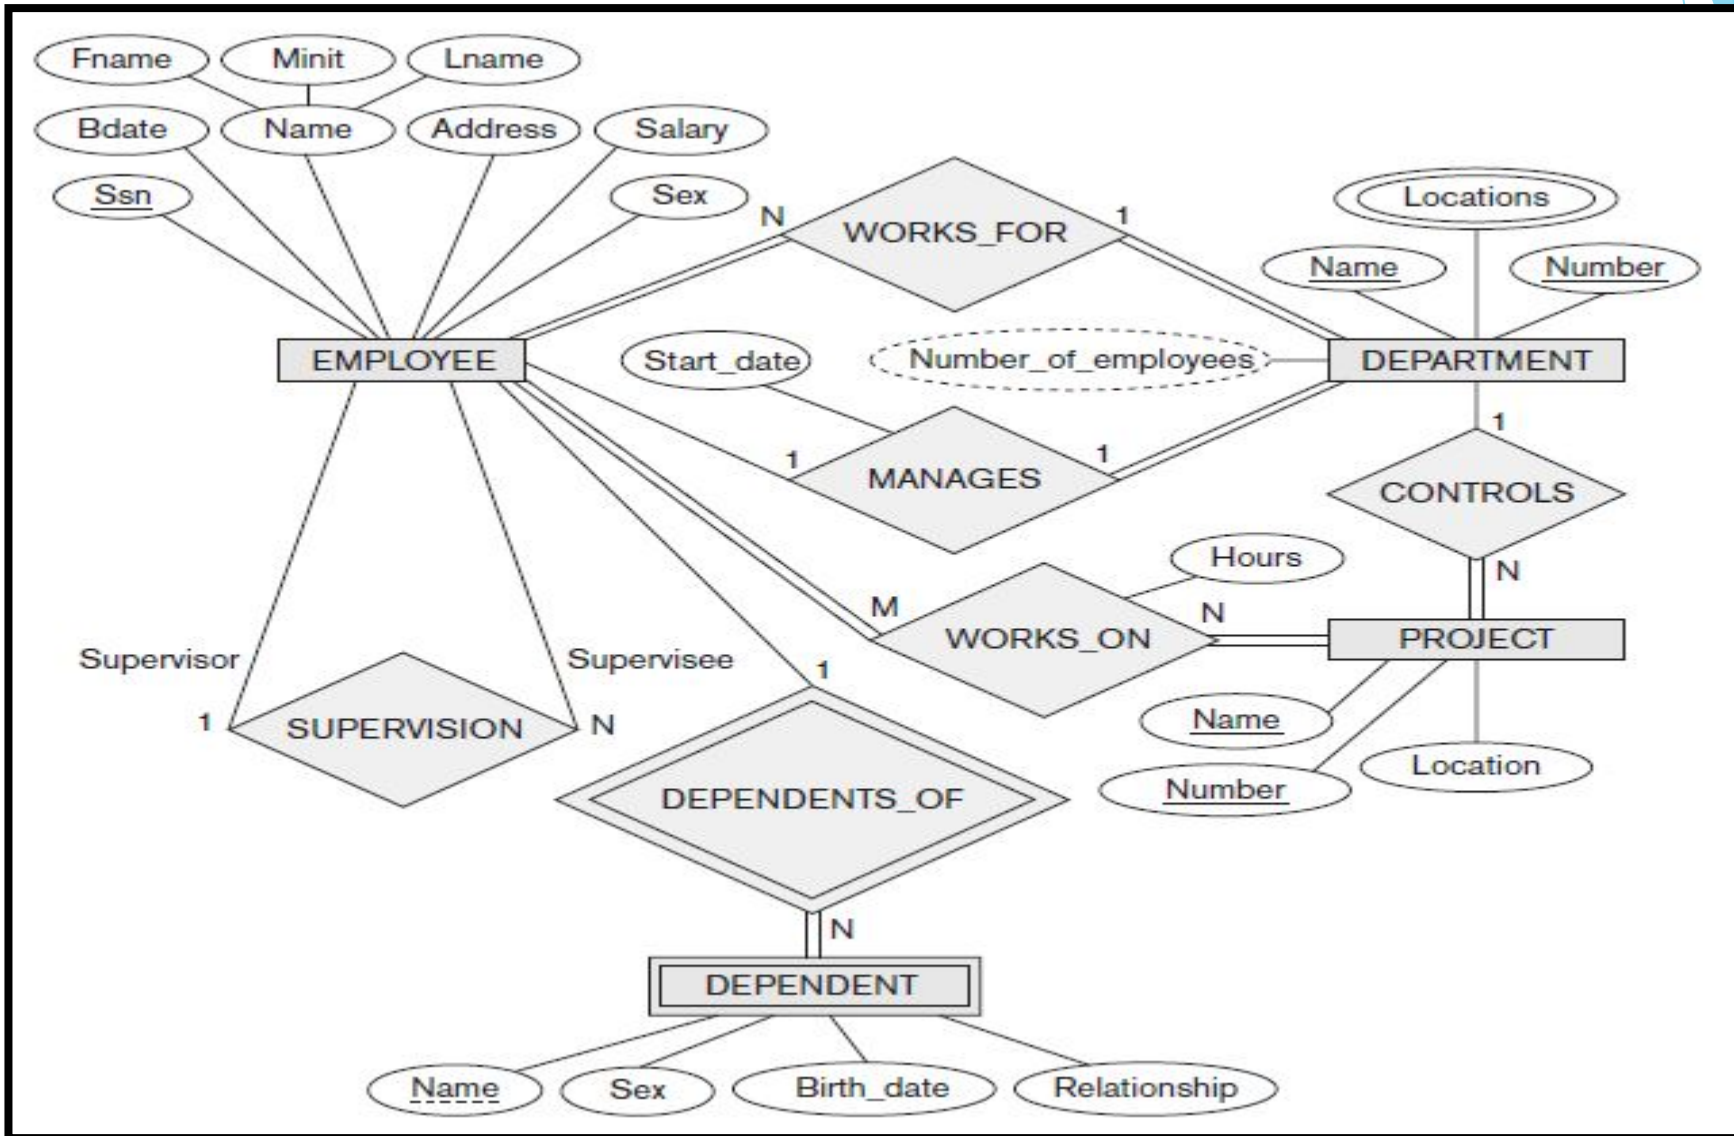 Fname
Minit
Lname
Bdate
Name
Address
Salary
Ssn
Sex
N
WORKS_FOR
1
Locations
Name
Number
EMPLOYEE
Start_date
Number_of_employees
DEPARTMENT
1
MANAGES
1
1
CONTROLS
N
Hours
M
WORKS_ON
N
PROJECT
Supervisor
Supervisee
1
SUPERVISION
N
1
Name
Number
Location
DEPENDENTS_OF
N
DEPENDENT
Name
Sex
Birth_date
Relationship